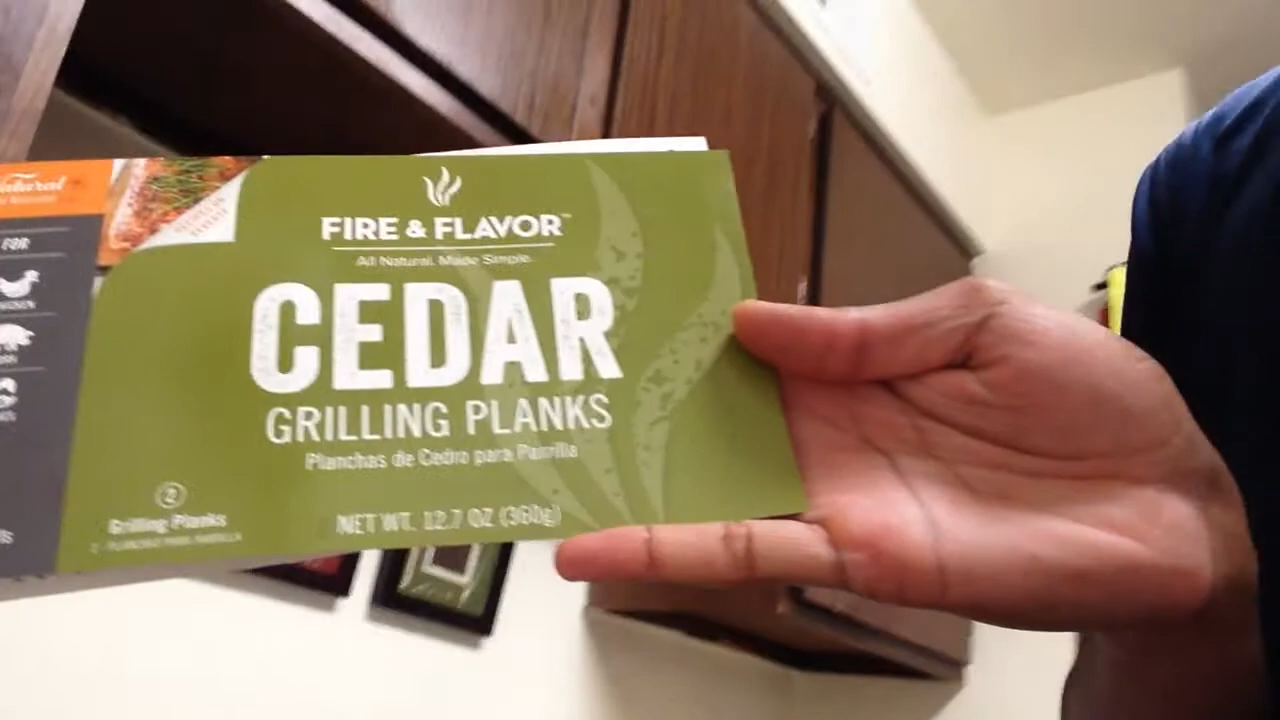 FIRE & FLAVOR™
All Natural. Made Simple.
CEDAR
GRILLING PLANKS
Planchas de Cedro para Parrilla
2
Grilling Planks
NET WT. 12.7 OZ (360g)
FOR